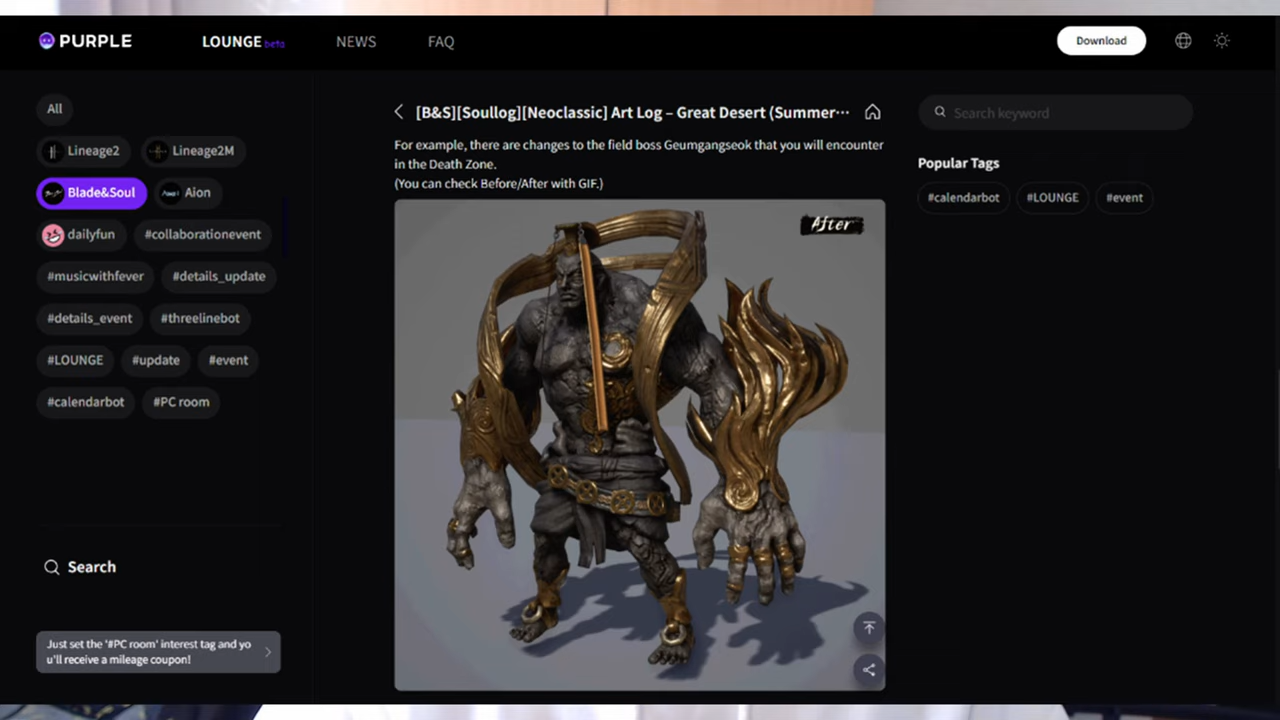 PURPLE
LOUNGE beta
NEWS
FAQ
Download
All
Lineage2
Lineage2M
Blade&Soul
Aion
dailyfun
#collaborationevent
#musicwithfever
#details_update
#details_event
#threelinebot
#LOUNGE
#update
#event
#calendarbot
#PC room
Search
Just set the '#PC room' interest tag and yo
u'll receive a mileage coupon!
[B&S][Soullog][Neoclassic] Art Log – Great Desert (Summer···
For example, there are changes to the field boss Geumgangseok that you will encounter
in the Death Zone.
(You can check Before/After with GIF.)
After
Search keyword
Popular Tags
#calendarbot
#LOUNGE
#event